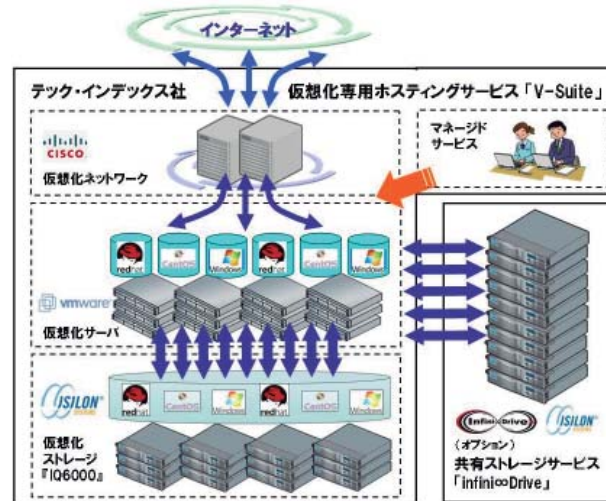 インターネット
テック・インデックス社 仮想化専用ホスティングサービス「V-Suite」
CISCO
仮想化ネットワーク
マネージド
サービス
redhat CentOS Windows redhat CentOS Windows
vmware
仮想化サーバ
ISILON SYSTEMS
redhat CentOS Windows redhat CentOS Windows
仮想化
ストレージ
『IQ6000』
Infini Drive ISILON SYSTEMS
(オプション)
共有ストレージサービス
「infini∞Drive」